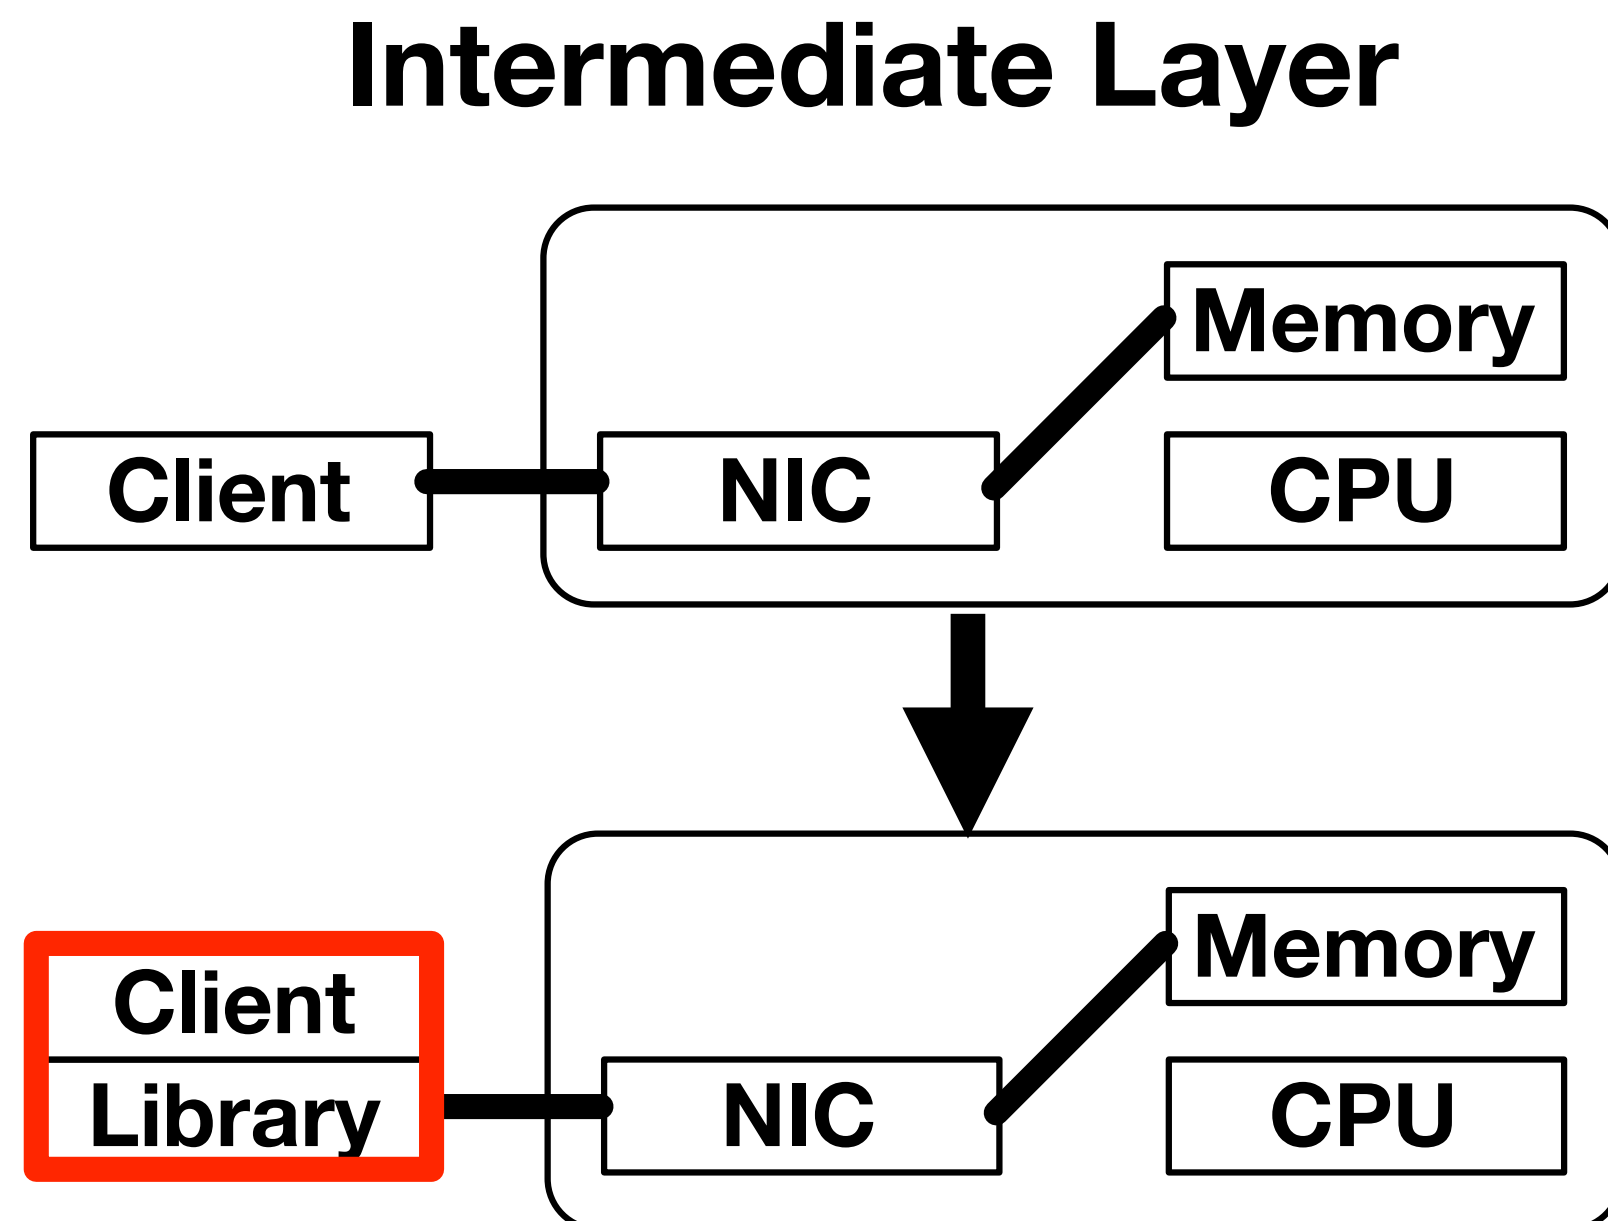 Intermediate Layer
Memory
Client
NIC
CPU
Memory
Client
Library
NIC
CPU